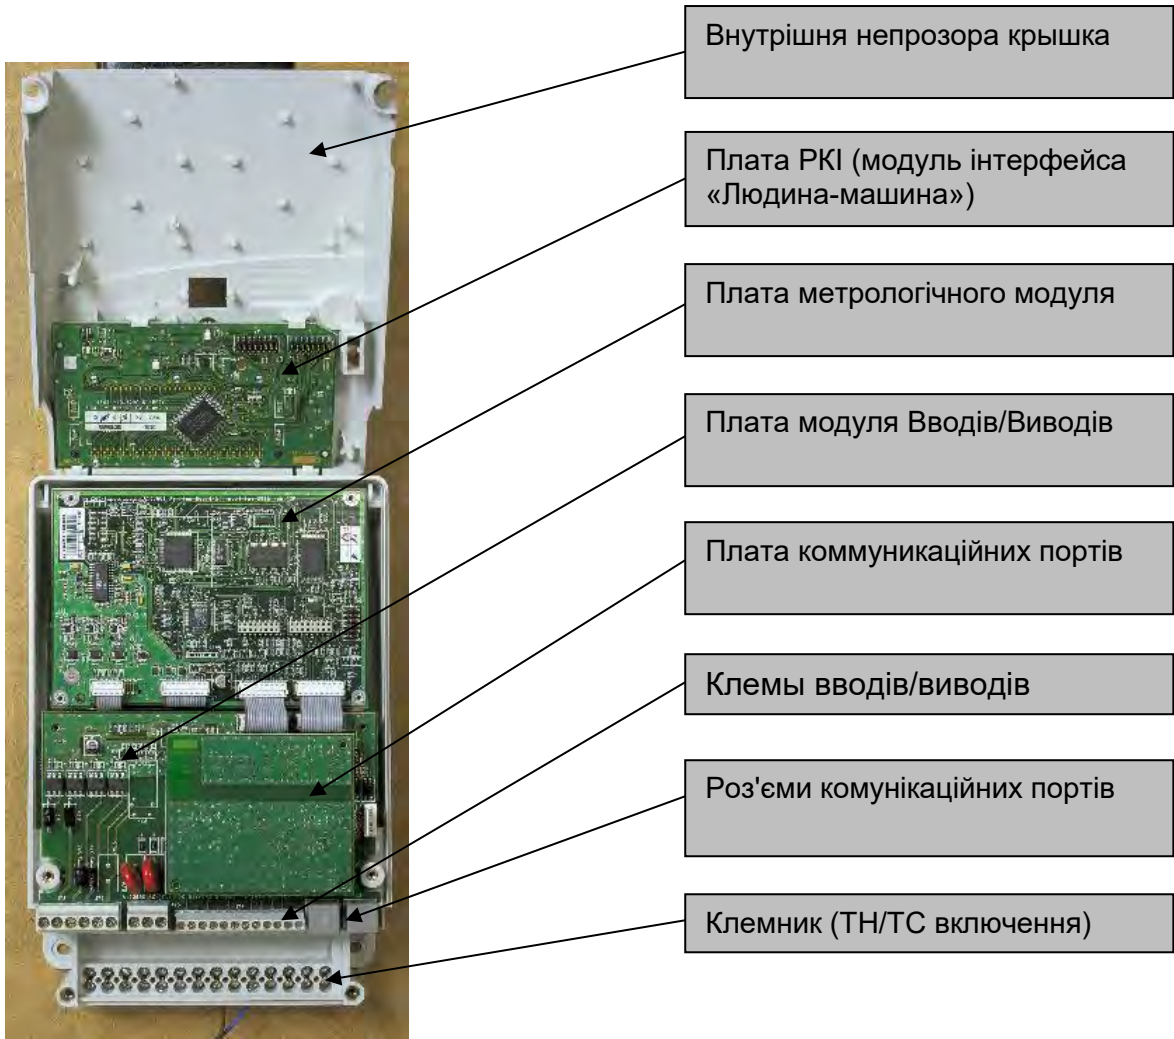 Внутрішня непрозора крышка
Плата РКІ (модуль інтерфейса
«Людина-машина»)
Плата метрологічного модуля
Плата модуля Вводів/Виводів
Плата коммуникаційних портів
Клемы вводів/виводів
Роз'єми комунікаційних портів
Клемник (ТН/ТС включення)